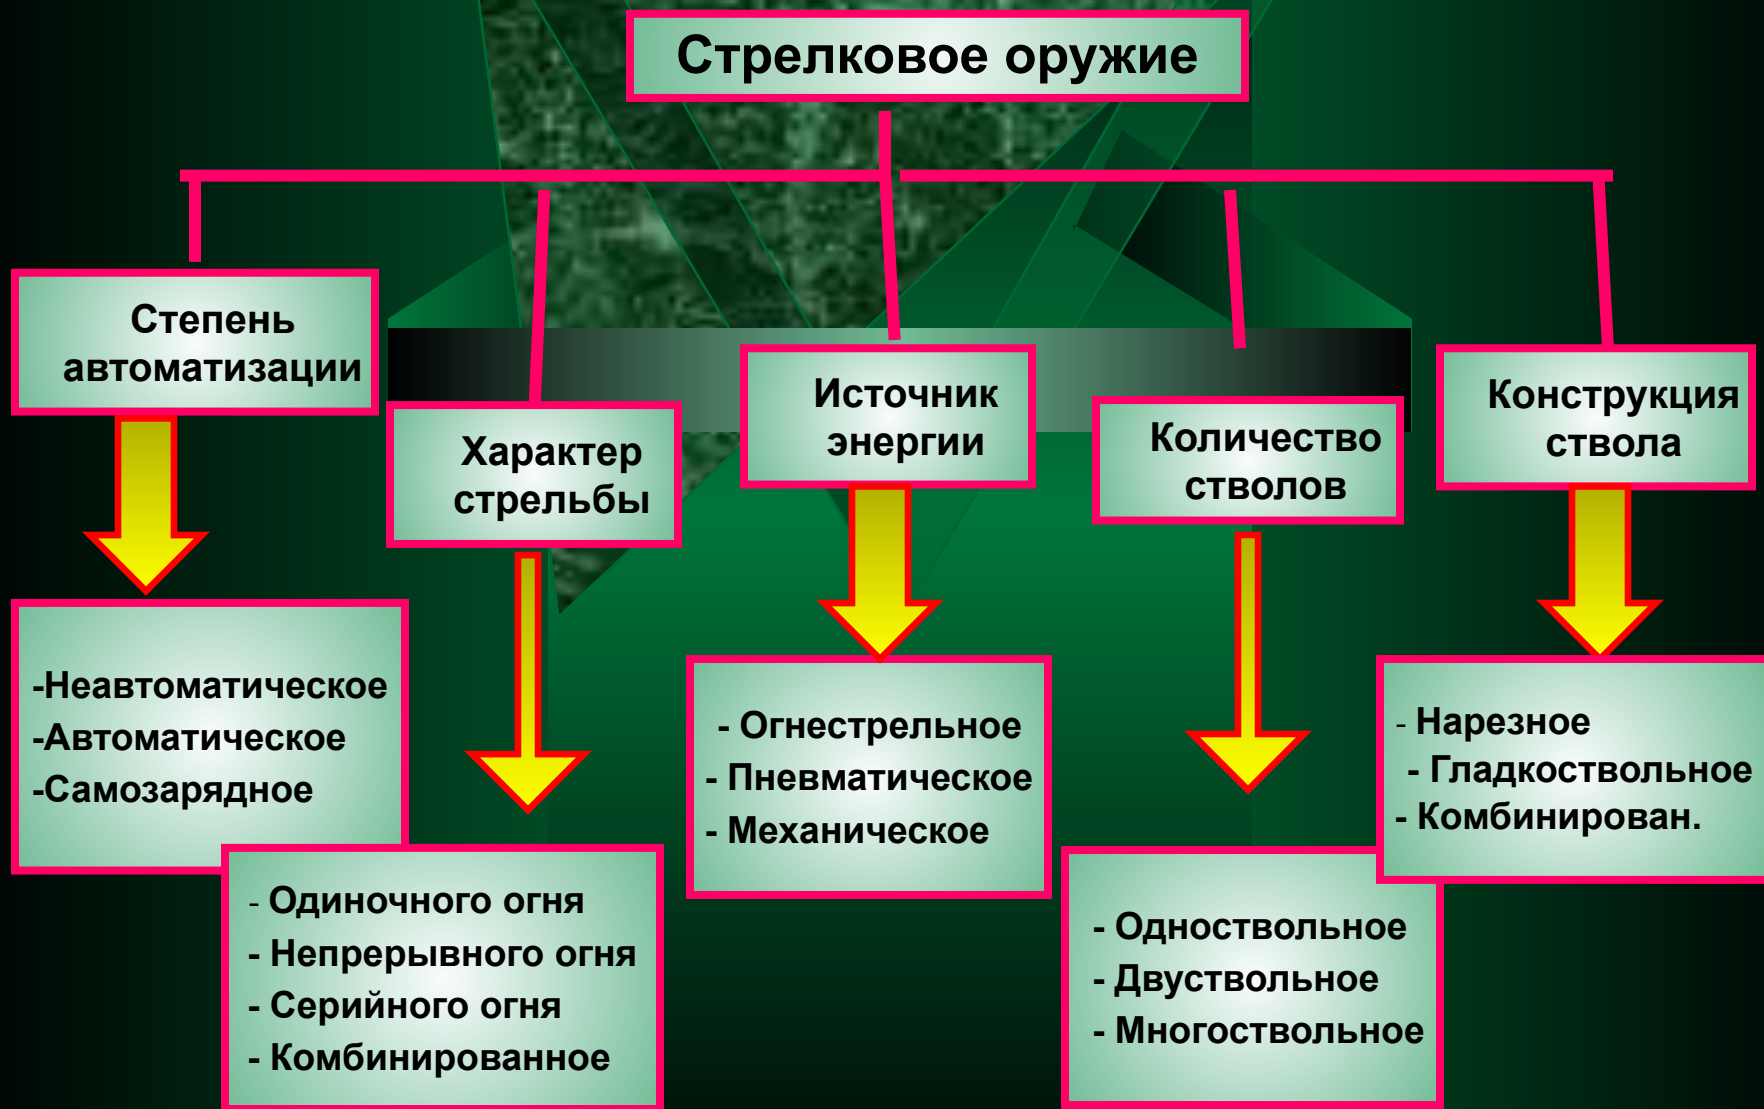 Стрелковое оружие
Степень
автоматизации
-Неавтоматическое
-Автоматическое
-Самозарядное
Характер
стрельбы
- Одиночного огня
- Непрерывного огня
- Серийного огня
- Комбинированное
Источник
энергии
- Огнестрельное
- Пневматическое
- Механическое
Количество
стволов
- Одноствольное
- Двуствольное
- Многоствольное
Конструкция
ствола
- Нарезное
- Гладкоствольное
- Комбинирован.